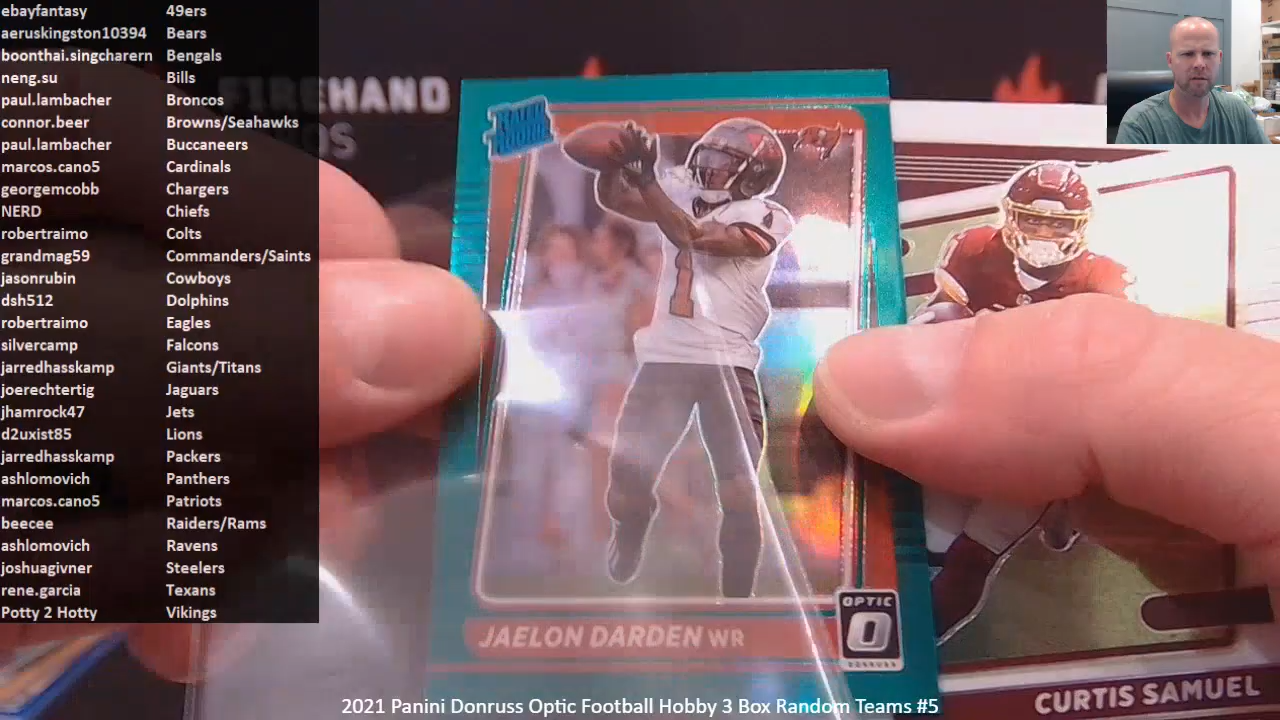 ebayfantasy 49ers
aeruskingston10394 Bears
boonthai.singcharern Bengals
neng.su Bills
paul.lambacher Broncos
connor.beer Browns/Seahawks
paul.lambacher Buccaneers
marcos.cano5 Cardinals
georgemcobb Chargers
NERD Chiefs
robertraimo Colts
grandmag59 Commanders/Saints
jasonrubin Cowboys
dsh512 Dolphins
robertraimo Eagles
silvercamp Falcons
jarredhasskamp Giants/Titans
joerechtertig Jaguars
jhamrock47 Jets
d2uxist85 Lions
jarredhasskamp Packers
ashlomovich Panthers
marcos.cano5 Patriots
beecee Raiders/Rams
ashlomovich Ravens
joshuagivner Steelers
rene.garcia Texans
Potty 2 Hotty Vikings
FIREHAND
RATED ROOKIE
1
JAELON DARDEN WR
OPTIC
O
DONRUSS
CURTIS SAMUEL
2021 Panini Donruss Optic Football Hobby 3 Box Random Teams #5